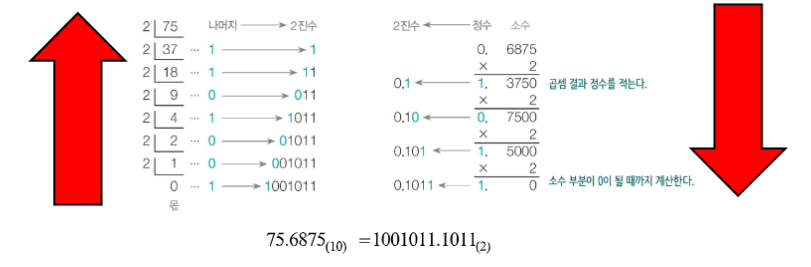 2 75 나머지 → 2진수
2 37 ··· 1 → 1
2 18 ··· 1 → 11
2 9 ··· 0 → 011
2 4 ··· 1 → 1011
2 2 ··· 0 → 01011
2 1 ··· 0 → 001011
0 ··· 1 → 1001011
몫
2진수 ← 정수 소수
0. 6875
× 2
0.1 ← 1. 3750 곱셈 결과 정수를 적는다.
× 2
0.10 ← 0. 7500
× 2
0.101 ← 1. 5000
× 2
0.1011 ← 1. 0 소수 부분이 0이 될 때까지 계산한다.
75.6875(10) =1001011.1011(2)